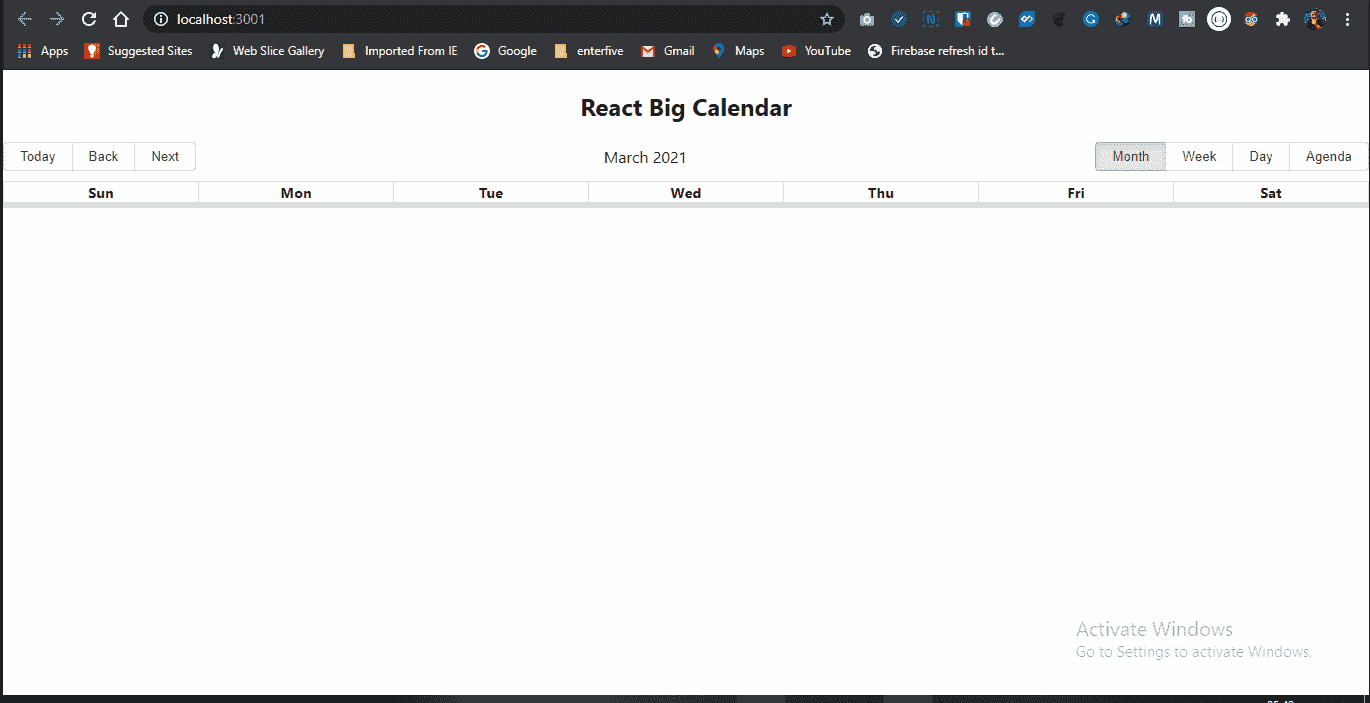 localhost:3001
Apps Suggested Sites Web Slice Gallery Imported From IE Google enterfive Gmail Maps YouTube Firebase refresh id t...
React Big Calendar
Today Back Next March 2021 Month Week Day Agenda
Sun Mon Tue Wed Thu Fri Sat
Activate Windows
Go to Settings to activate Windows.